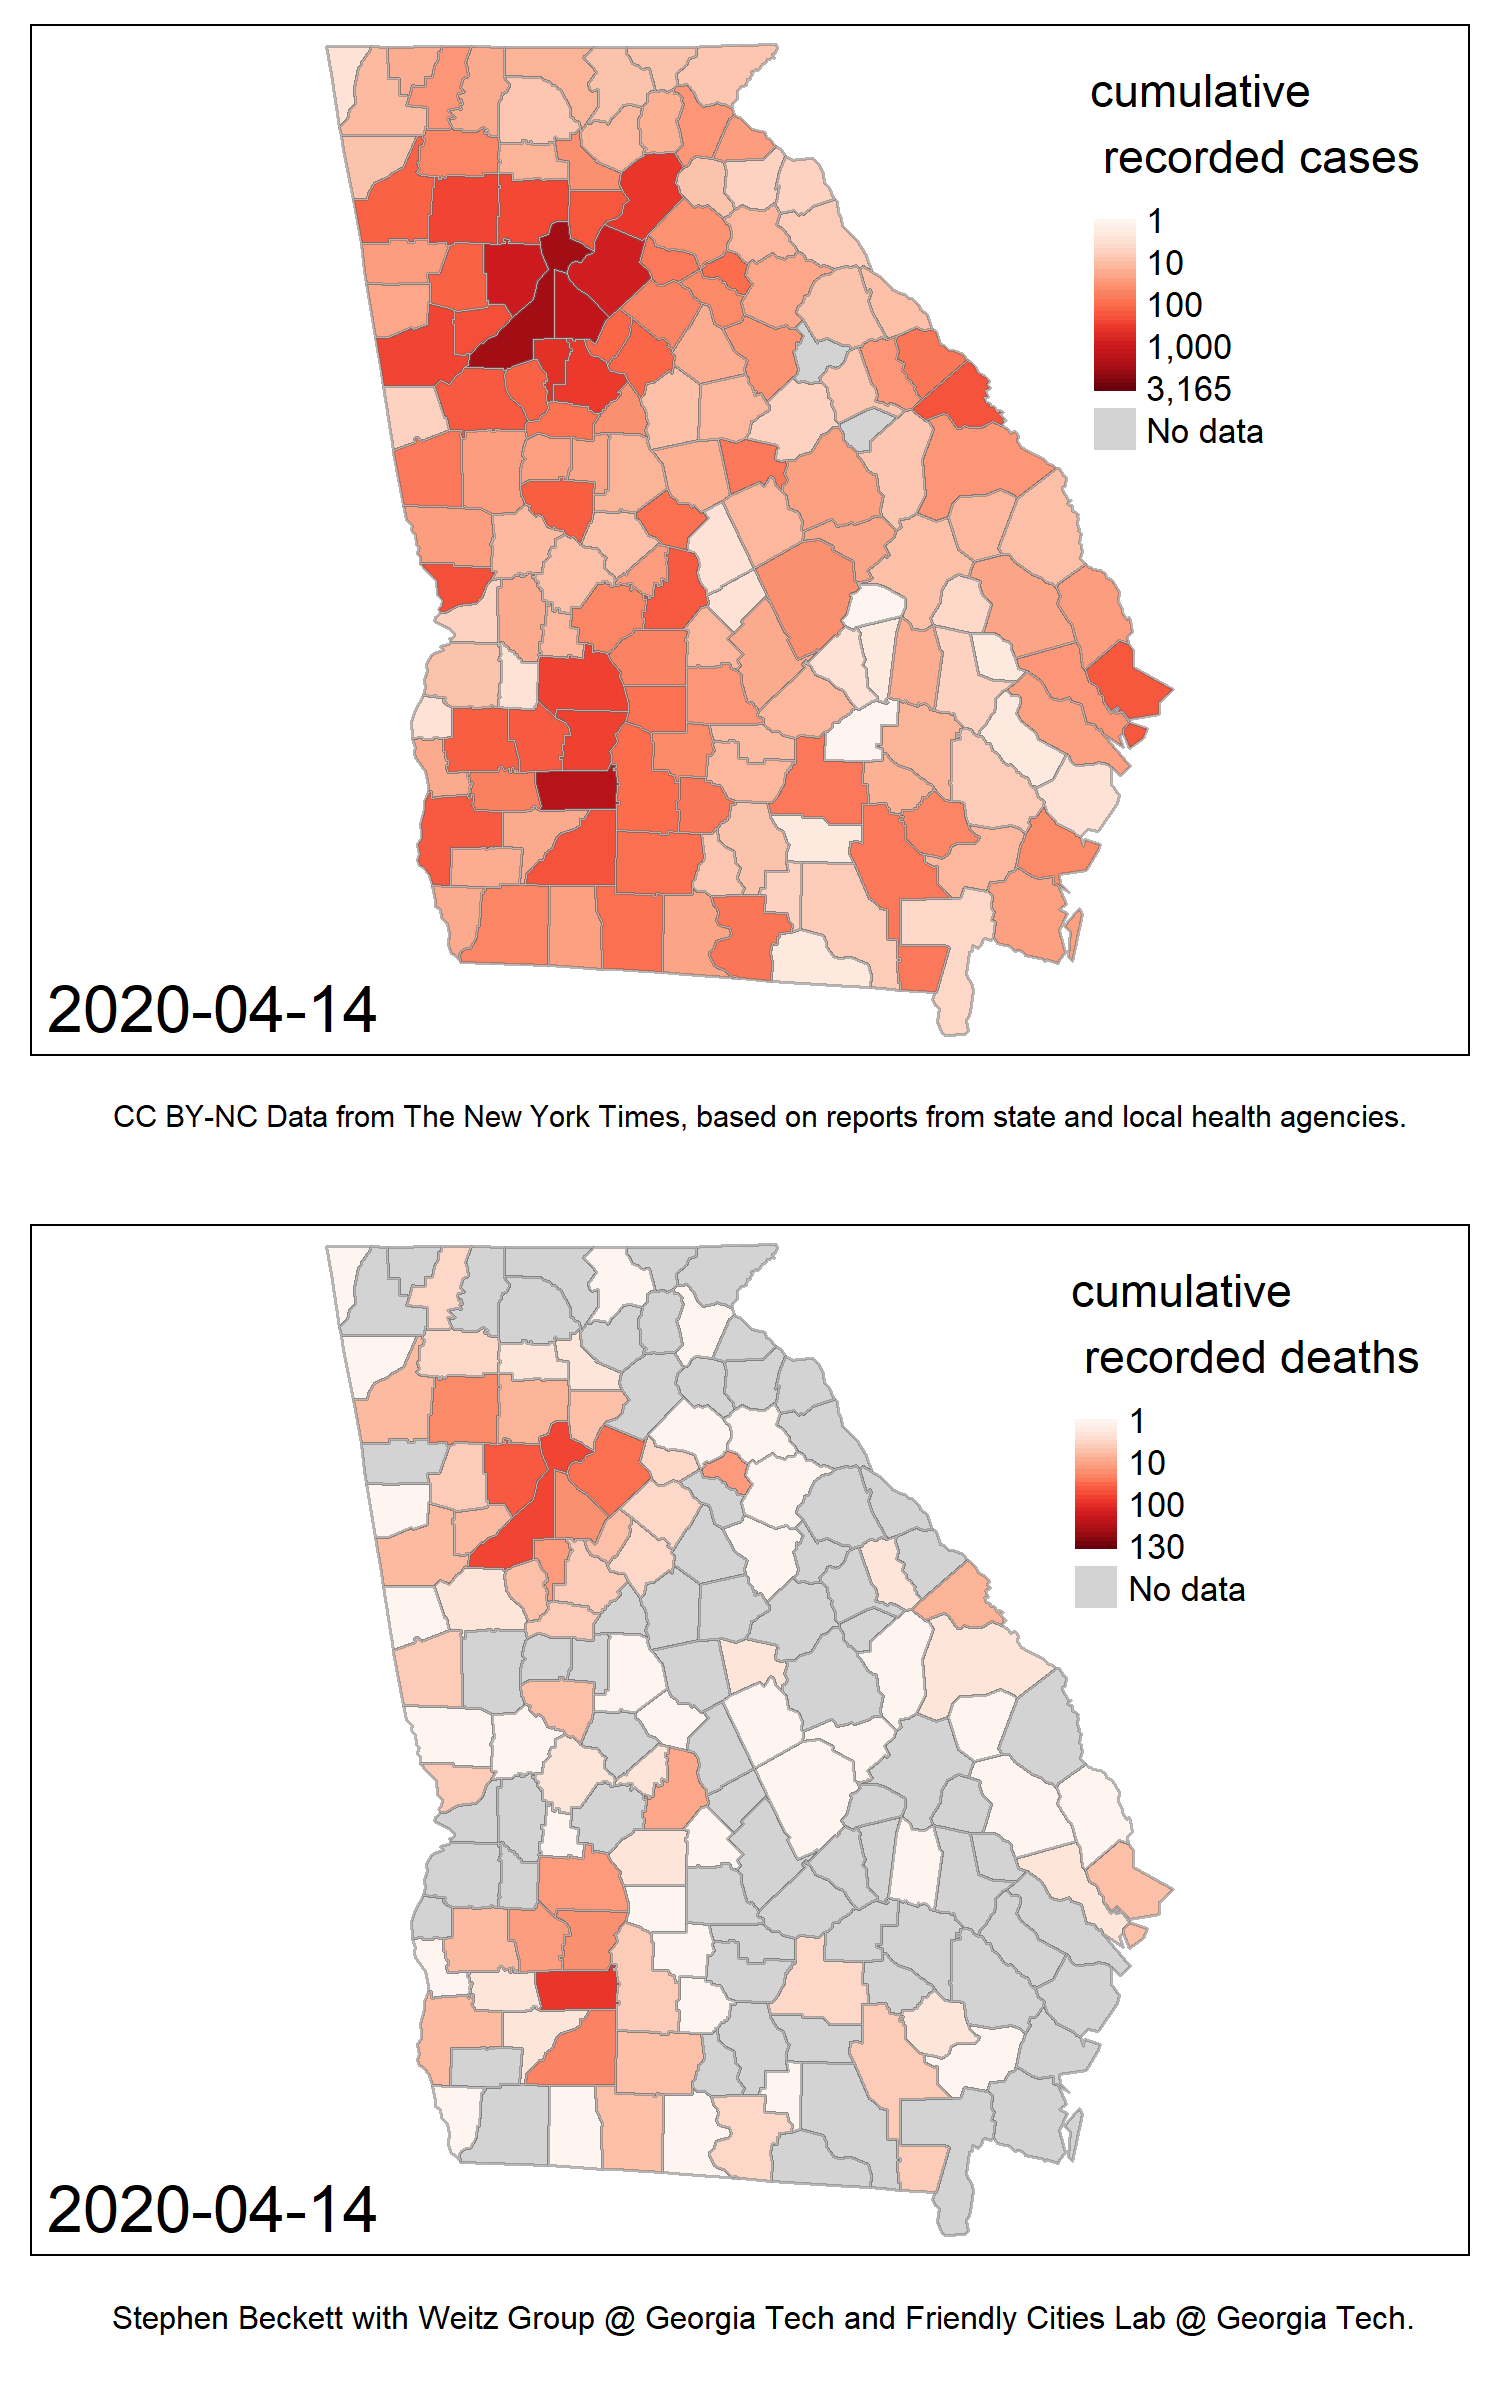 cumulative
recorded cases
1
10
100
1,000
3,165
No data
2020-04-14
CC BY-NC Data from The New York Times, based on reports from state and local health agencies.
cumulative
recorded deaths
1
10
100
130
No data
2020-04-14
Stephen Beckett with Weitz Group @ Georgia Tech and Friendly Cities Lab @ Georgia Tech.